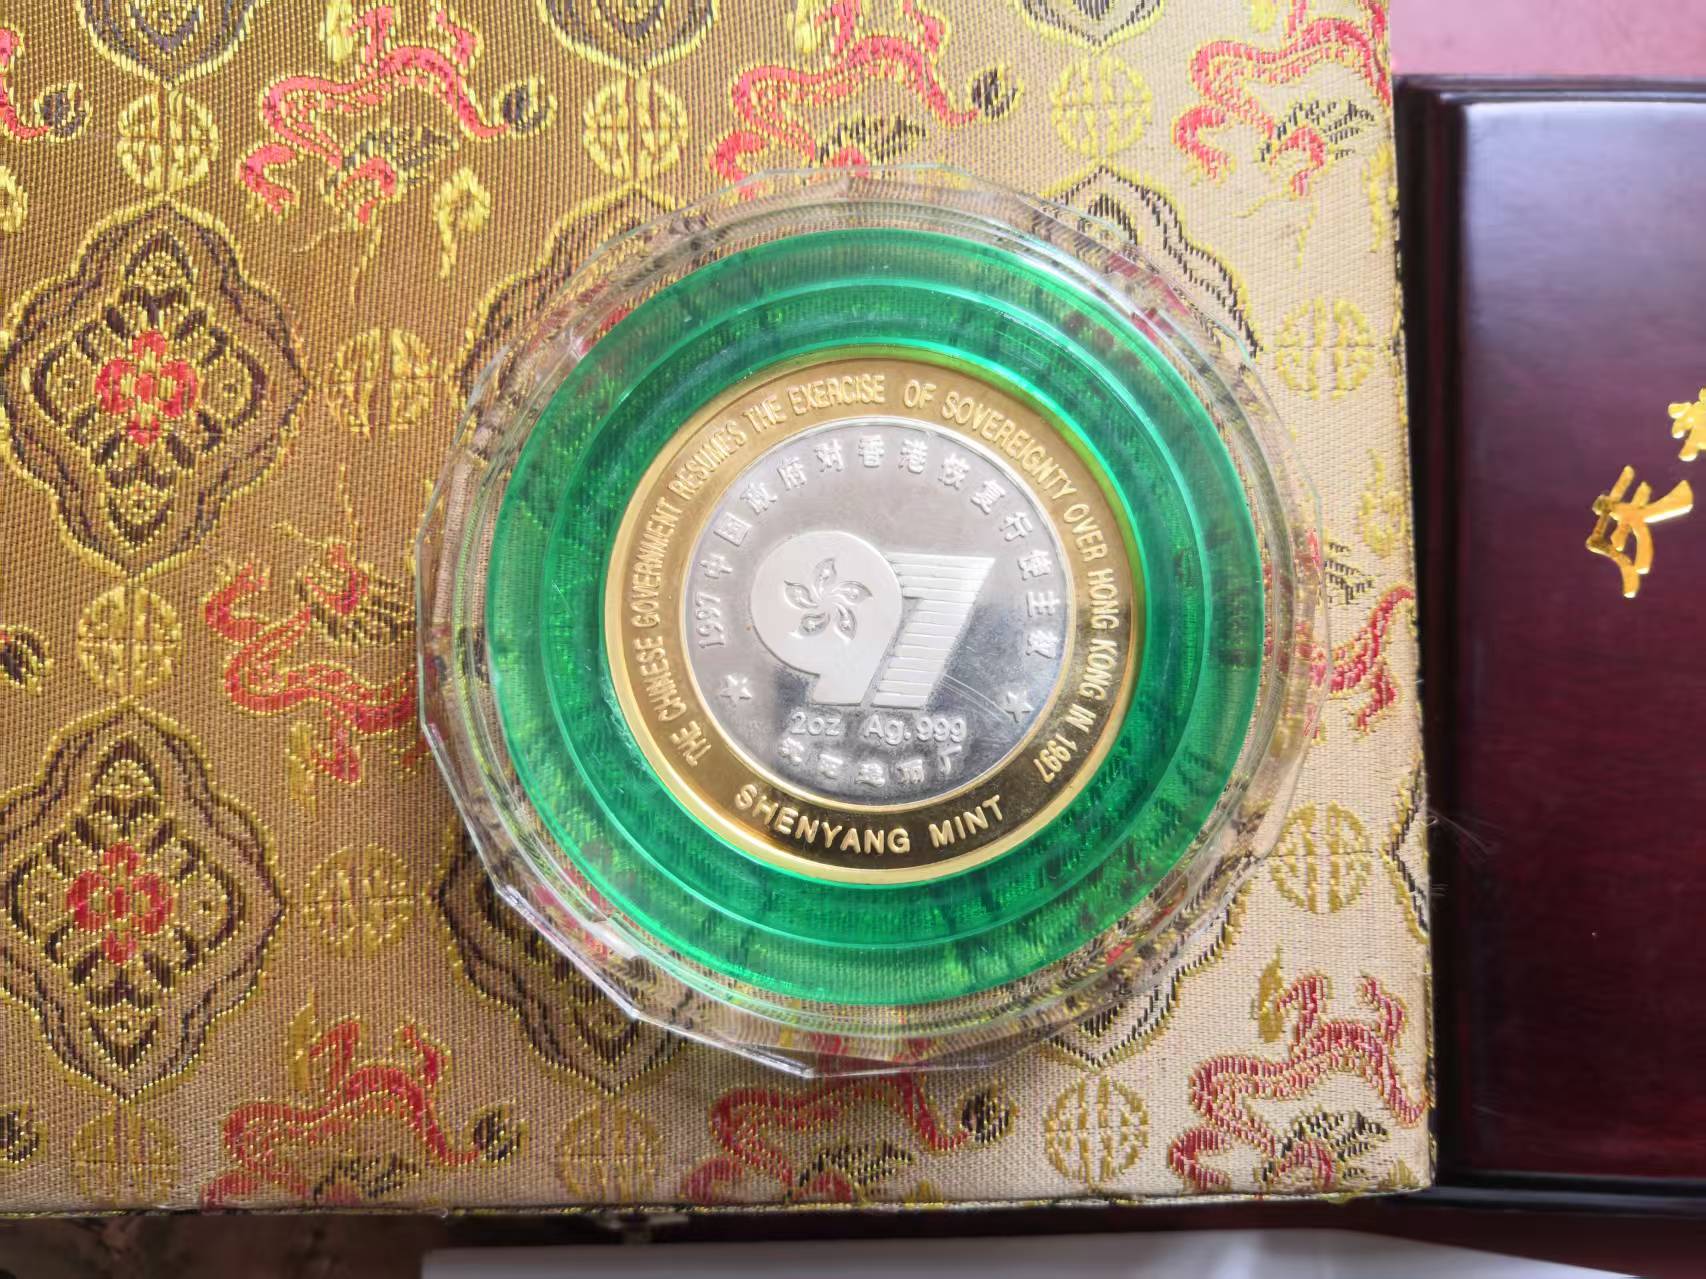 THE CHINESE GOVERNMENT RESUMES THE EXERCISE OF SOVEREIGNTY OVER HONG KONG IN 1997
1997中国政府对香港恢复行使主权
97
2oz Ag.999
沈阳造币厂
SHENYANG MINT
庆